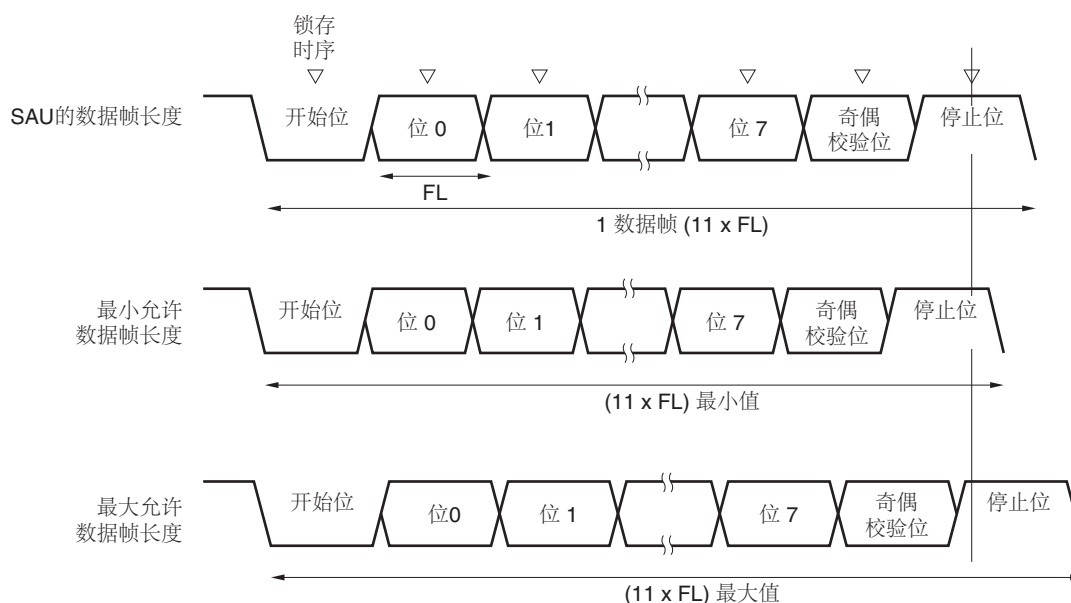 锁存
时序
SAU的数据帧长度
开始位
位 0
位1
位 7
奇偶
校验位
停止位
FL
1 数据帧 (11 x FL)
最小允许
数据帧长度
开始位
位 0
位 1
位 7
奇偶
校验位
停止位
(11 x FL) 最小值
最大允许
数据帧长度
开始位
位0
位 1
位 7
奇偶
校验位
停止位
(11 x FL) 最大值